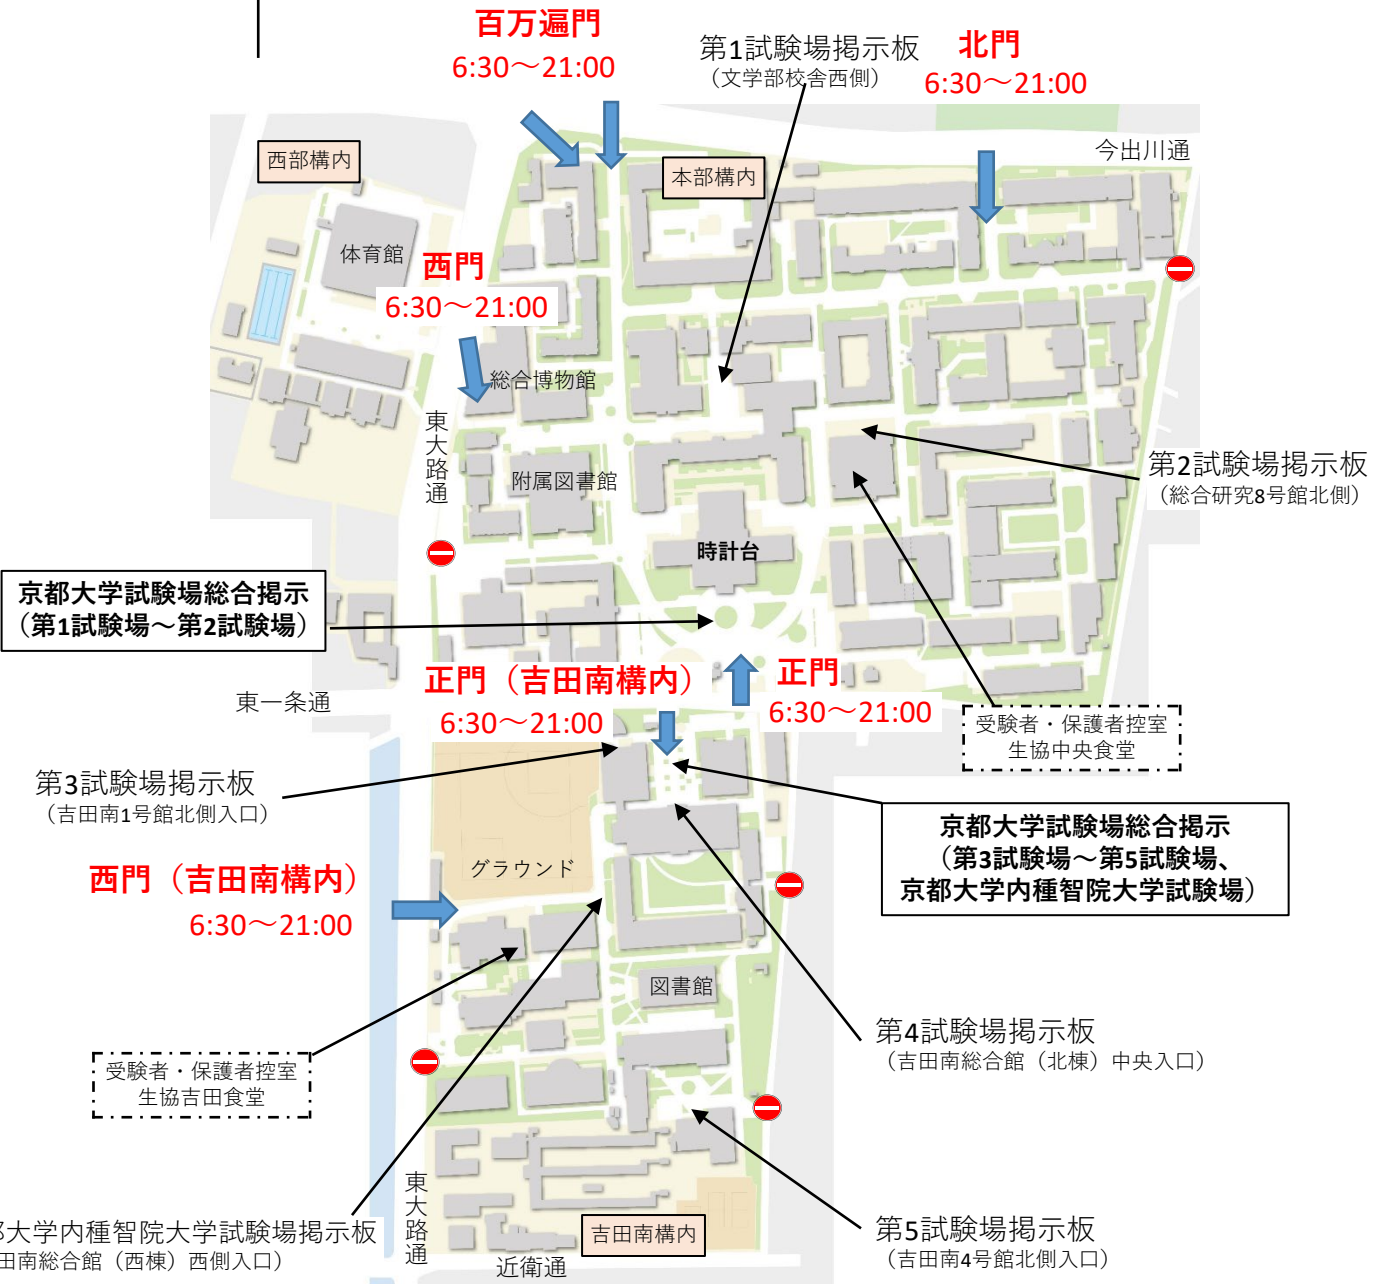 百万遍門
6:30～21:00
第1試験場掲示板
（文学部校舎西側）
北門
6:30～21:00
今出川通
西部構内
本部構内
体育館
西門
6:30～21:00
総合博物館
東大路通
附属図書館
第2試験場掲示板
（総合研究8号館北側）
時計台
京都大学試験場総合掲示
（第1試験場～第2試験場）
正門（吉田南構内）
6:30～21:00
正門
6:30～21:00
東一条通
受験者・保護者控室
生協中央食堂
第3試験場掲示板
（吉田南1号館北側入口）
京都大学試験場総合掲示
（第3試験場～第5試験場、
京都大学内種智院大学試験場）
グラウンド
西門（吉田南構内）
6:30～21:00
図書館
第4試験場掲示板
（吉田南総合館（北棟）中央入口）
受験者・保護者控室
生協吉田食堂
東大路通
大学内種智院大学試験場掲示板
田南総合館（西棟）西側入口）
吉田南構内
第5試験場掲示板
（吉田南4号館北側入口）
近衛通